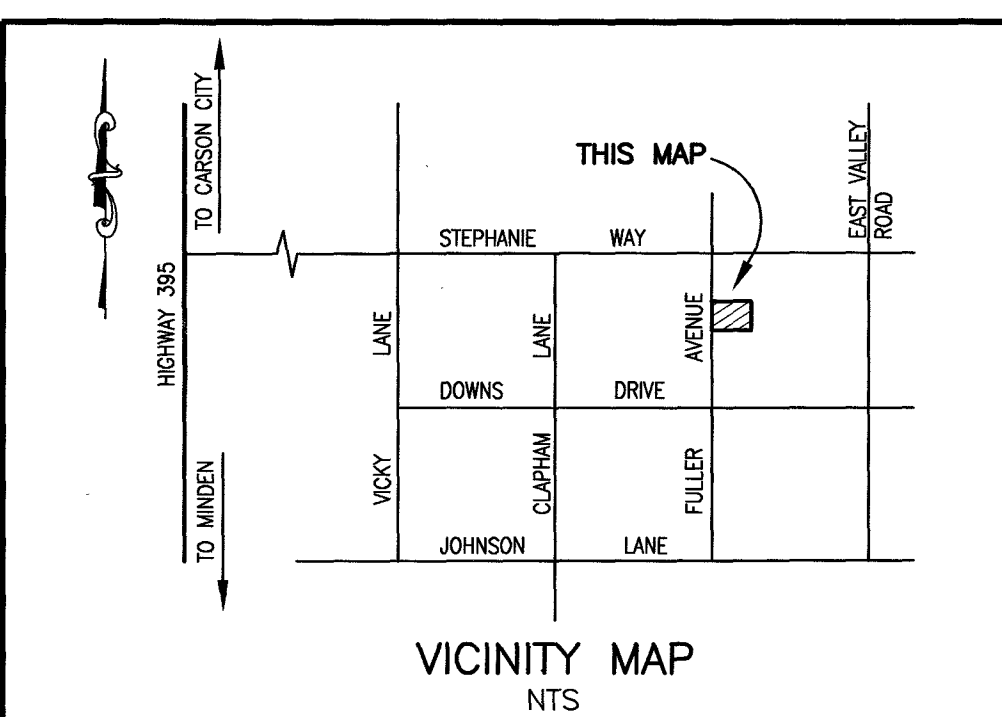 TO CARSON CITY
THIS MAP
EAST VALLEY
ROAD
STEPHANIE WAY
HIGHWAY 395
LANE
LANE
AVENUE
DOWNS DRIVE
TO MINDEN
VICKY
CLAPHAM
FULLER
JOHNSON LANE
VICINITY MAP
NTS